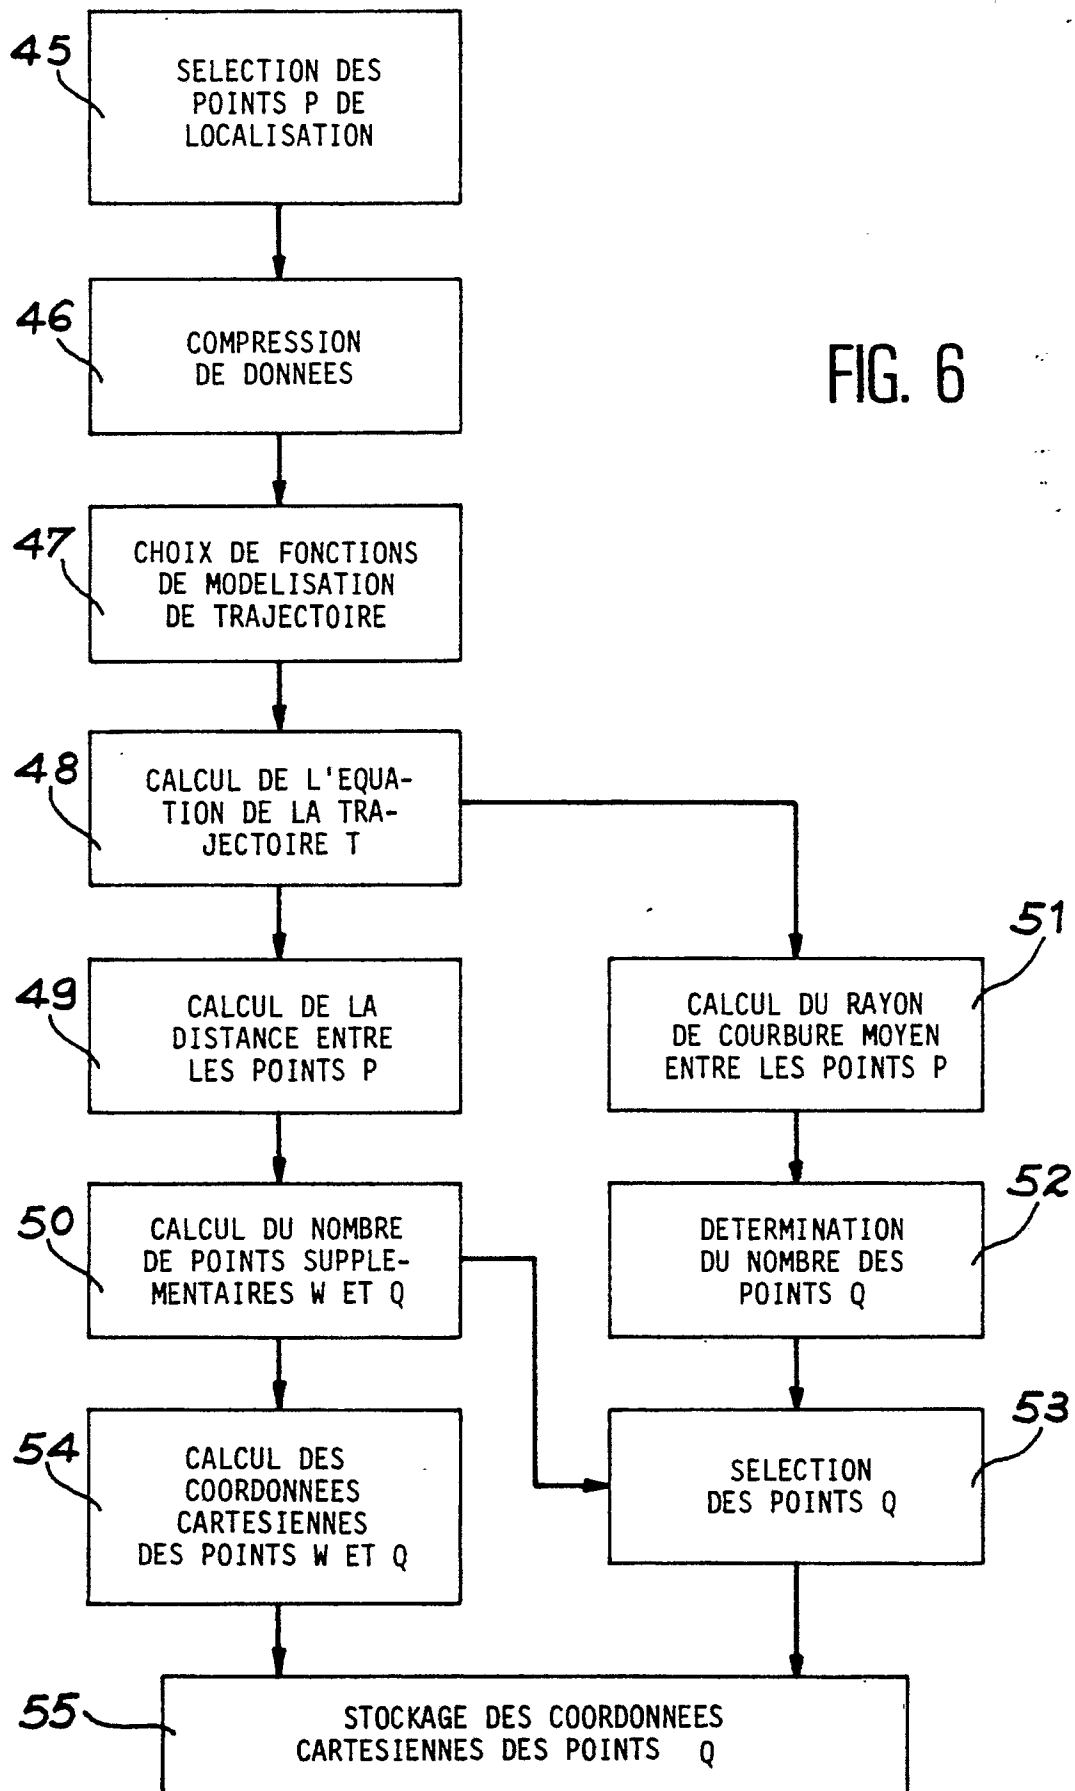 45
SELECTION DES
POINTS P DE
LOCALISATION
46
COMPRESSION
DE DONNEES
FIG. 6
47
CHOIX DE FONCTIONS
DE MODELISATION
DE TRAJECTOIRE
48
CALCUL DE L'EQUA-
TION DE LA TRA-
JECTOIRE T
49
CALCUL DE LA
DISTANCE ENTRE
LES POINTS P
51
CALCUL DU RAYON
DE COURBURE MOYEN
ENTRE LES POINTS P
50
CALCUL DU NOMBRE
DE POINTS SUPPLE-
MENTAIRES W ET Q
52
DETERMINATION
DU NOMBRE DES
POINTS Q
54
CALCUL DES
COORDONNEES
CARTESIENNES
DES POINTS W ET Q
53
SELECTION
DES POINTS Q
55
STOCKAGE DES COORDONNEES
CARTESIENNES DES POINTS Q